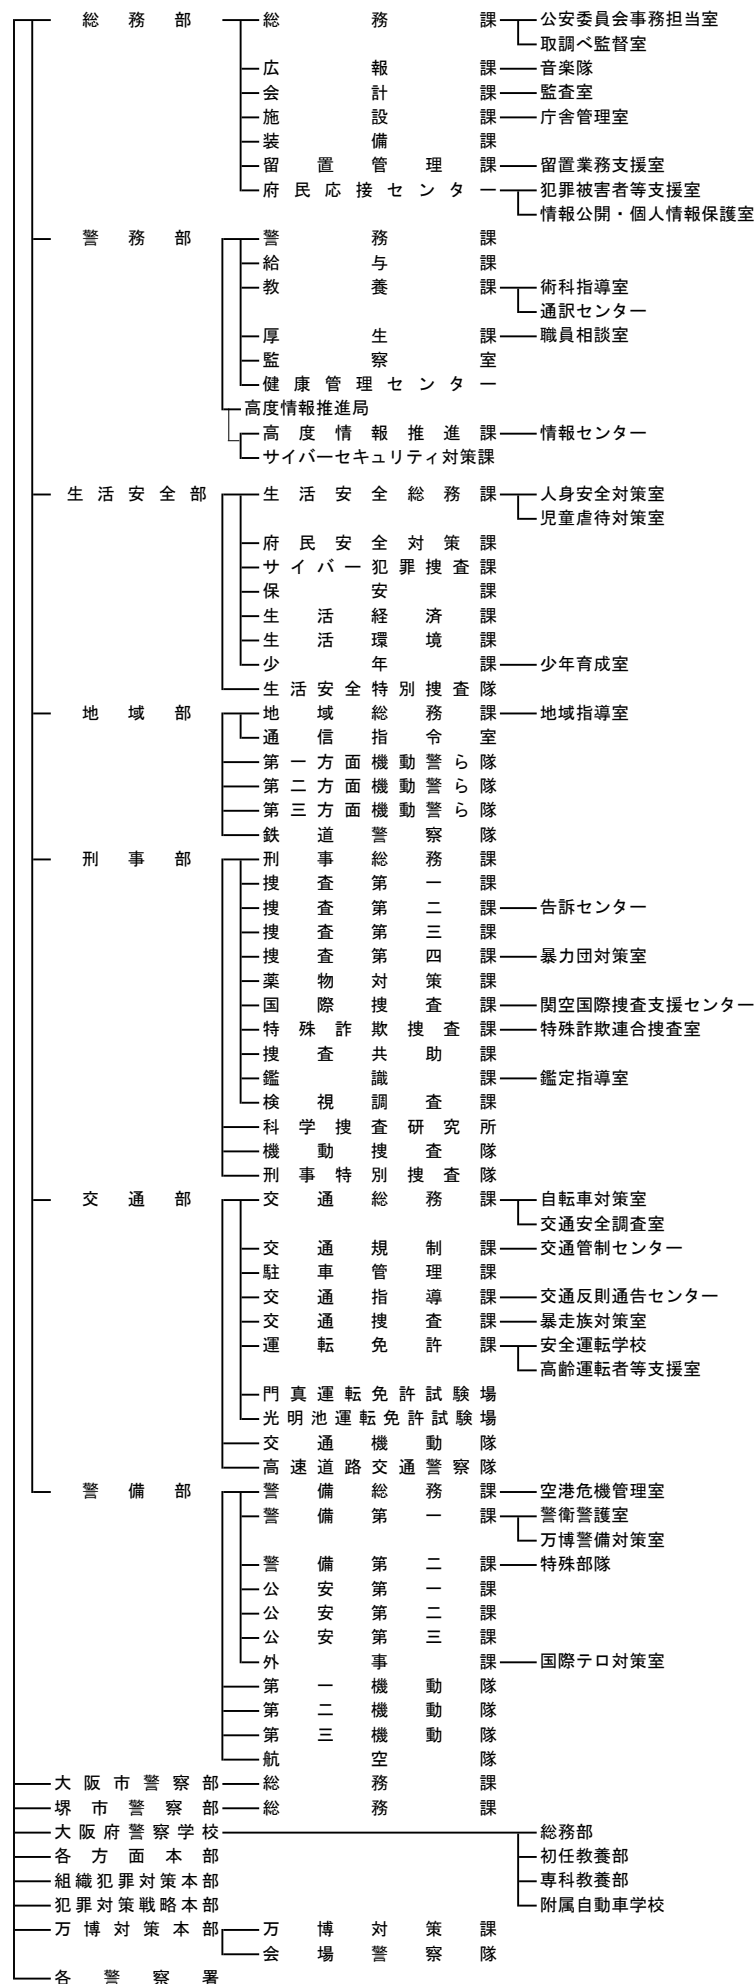 総務部 総務課 公安委員会事務担当室
取調べ監督室
広報課 音楽隊
会計課 監査室
施設課 庁舎管理室
装備課
留置管理課 留置業務支援室
府民応接センター 犯罪被害者等支援室
情報公開・個人情報保護室
警務部 警務課
給与課
教養課 術科指導室
通訳センター
厚生課 職員相談室
監察室
健康管理センター
高度情報推進局
高度情報推進課 情報センター
サイバーセキュリティ対策課
生活安全部 生活安全総務課 人身安全対策室
児童虐待対策室
府民安全対策課
サイバー犯罪捜査課
保安課
生活経済課
生活環境課
少年課 少年育成室
生活安全特別捜査隊
地域部 地域総務課 地域指導室
通信指令室
第一方面機動警ら隊
第二方面機動警ら隊
第三方面機動警ら隊
鉄道警察隊
刑事部 刑事総務課
捜査第一課
捜査第二課 告訴センター
捜査第三課
捜査第四課 暴力団対策室
薬物対策課
国際捜査課 関空国際捜査支援センター
特殊詐欺捜査課 特殊詐欺連合捜査室
捜査共助課
鑑識課 鑑定指導室
検視調査課
科学捜査研究所
機動捜査隊
刑事特別捜査隊
交通部 交通総務課 自転車対策室
交通安全調査室
交通規制課 交通管制センター
駐車管理課
交通指導課 交通反則通告センター
交通捜査課 暴走族対策室
運転免許課 安全運転学校
高齢運転者等支援室
門真運転免許試験場
光明池運転免許試験場
交通機動隊
高速道路交通警察隊
警備部 警備総務課 空港危機管理室
警備第一課 警衛警護室
万博警備対策室
警備第二課 特殊部隊
公安第一課
公安第二課
公安第三課
外事課 国際テロ対策室
第一機動隊
第二機動隊
第三機動隊
航空隊
大阪市警察部 総務課
堺市警察部 総務課
大阪府警察学校 総務部
各方面本部 初任教養部
組織犯罪対策本部 専科教養部
犯罪対策戦略本部 附属自動車学校
万博対策本部 万博対策課
会場警察隊
各警察署